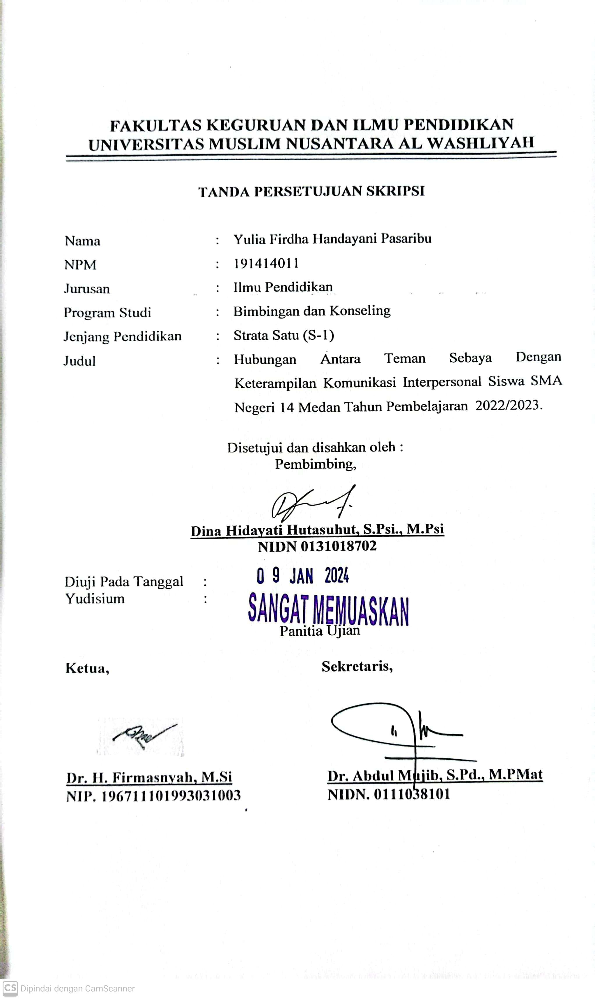 FAKULTAS KEGURUAN DAN ILMU PENDIDIKAN
UNIVERSITAS MUSLIM NUSANTARA AL WASHLIYAH
TANDA PERSETUJUAN SKRIPSI
Nama : Yulia Firdha Handayani Pasaribu
NPM : 191414011
Jurusan : Ilmu Pendidikan
Program Studi : Bimbingan dan Konseling
Jenjang Pendidikan : Strata Satu (S-1)
Judul : Hubungan Antara Teman Sebaya Dengan
Keterampilan Komunikasi Interpersonal Siswa SMA
Negeri 14 Medan Tahun Pembelajaran 2022/2023.
Disetujui dan disahkan oleh :
Pembimbing,
Dina Hidayati Hutasuhut, S.Psi., M.Psi
NIDN 0131018702
Diuji Pada Tanggal : 09 JAN 2024
Yudisium : SANGAT MEMUASKAN
Panitia Ujian
Ketua, Sekretaris,
Dr. H. Firmasnyah, M.Si Dr. Abdul Mujib, S.Pd., M.PMat
NIP. 196711101993031003 NIDN. 0111038101
CS Dipindai dengan CamScanner